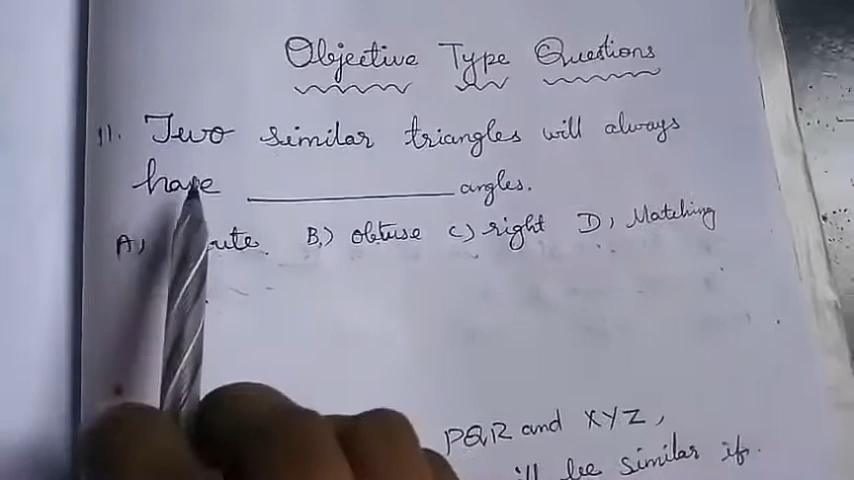 Objective Type Questions
11. Two similar triangles will always
have ____________ angles.
A) B.) obtuse C) right D) Matching
PQR and XYZ,
be similar if